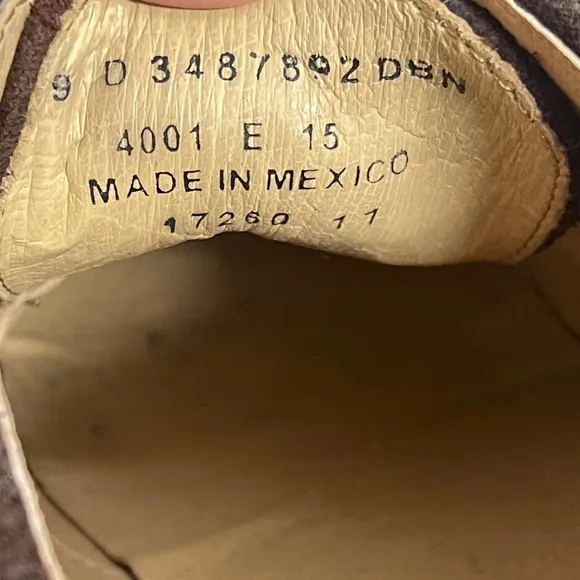 9 D 3487892 DBN
4001 E 15
MADE IN MEXICO
17260 11